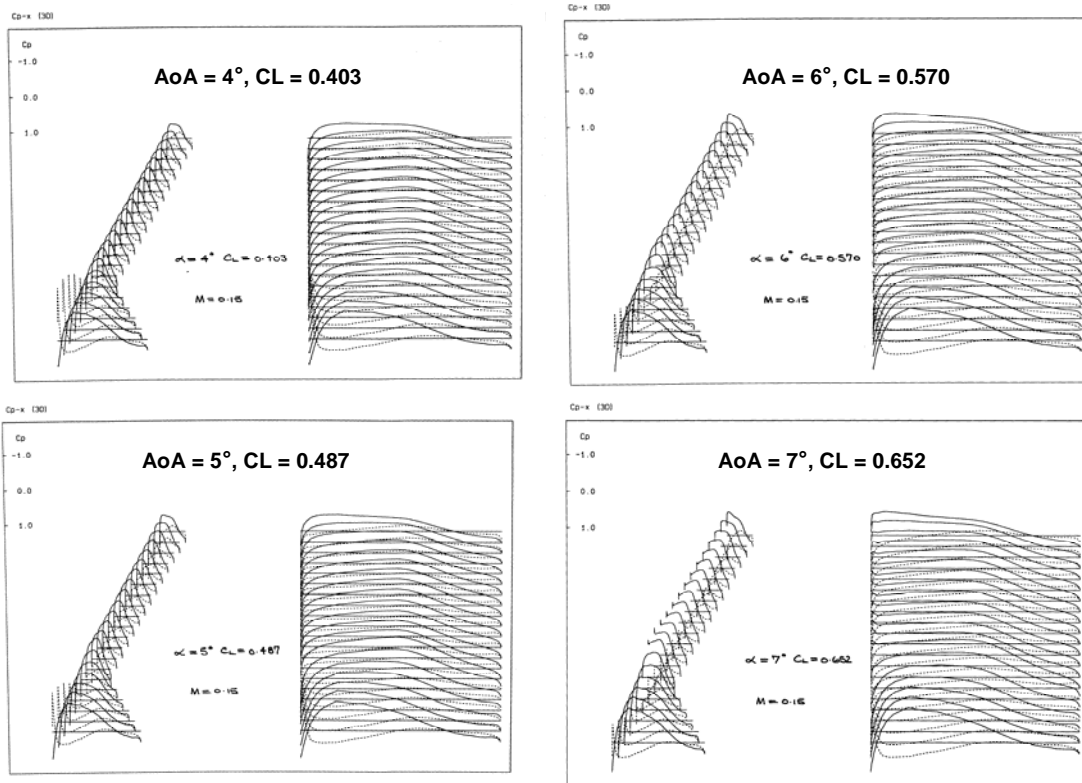 Cp-x (3D)
Cp
-1.0
0.0
1.0
AoA = 4°, CL = 0.403
α = 4° CL = 0.403
M = 0.15
Cp-x (3D)
Cp
-1.0
0.0
1.0
AoA = 6°, CL = 0.570
α = 6° CL = 0.570
M = 0.15
Cp-x (3D)
Cp
-1.0
0.0
1.0
AoA = 5°, CL = 0.487
α = 5° CL = 0.487
M = 0.15
Cp-x (3D)
Cp
-1.0
0.0
1.0
AoA = 7°, CL = 0.652
α = 7° CL = 0.652
M = 0.15